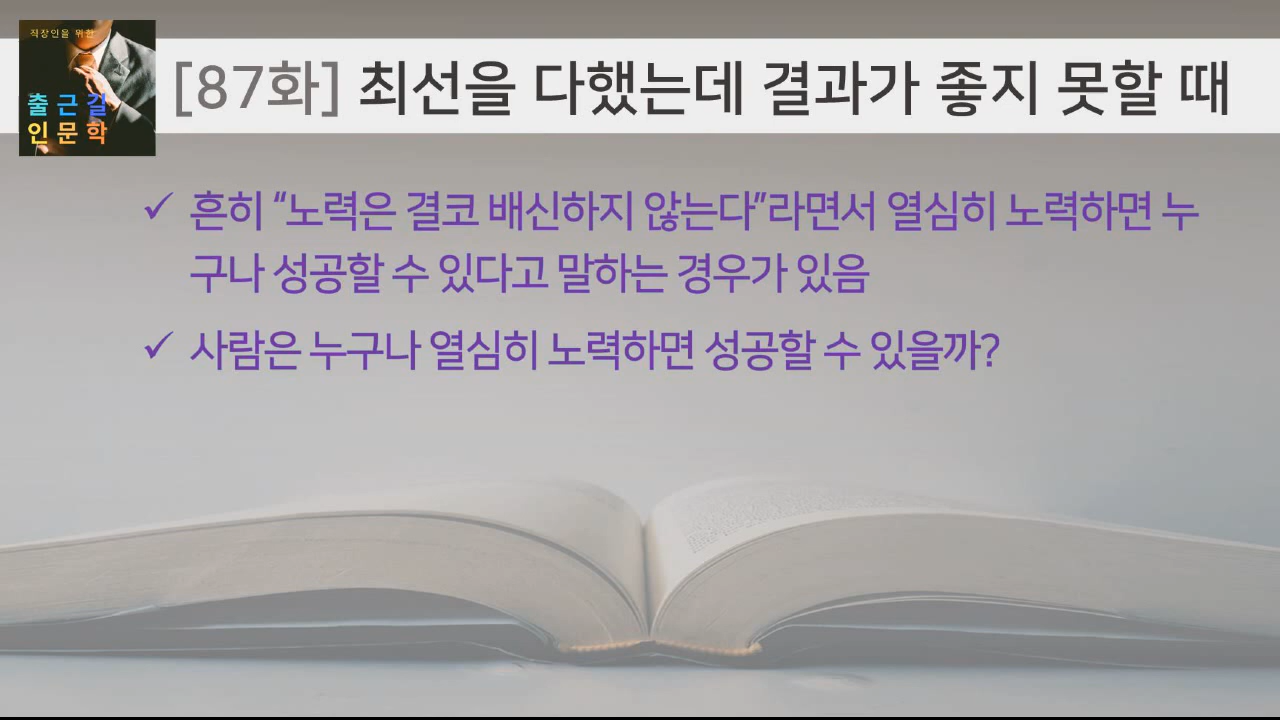 직장인을 위한
출근길
인문학
[87화] 최선을 다했는데 결과가 좋지 못할 때
✓ 흔히 “노력은 결코 배신하지 않는다”라면서 열심히 노력하면 누
구나 성공할 수 있다고 말하는 경우가 있음
✓ 사람은 누구나 열심히 노력하면 성공할 수 있을까?